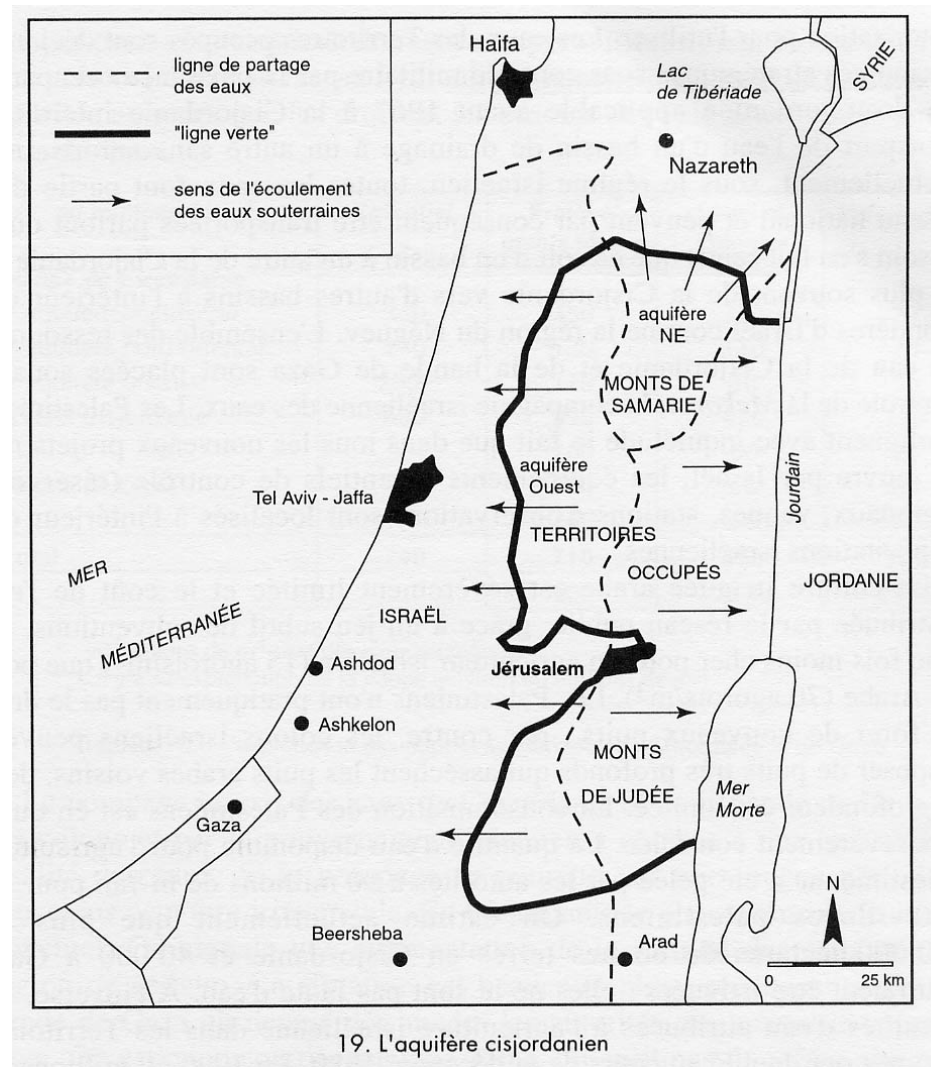 ligne de partage
des eaux
"ligne verte"
sens de l'écoulement
des eaux souterraines
Haifa
Lac
de Tibériade
SYRIE
Nazareth
aquifère
NE
MONTS DE
SAMARIE
aquifère
Ouest
Tel Aviv - Jaffa
TERRITOIRES
OCCUPÉS
Jourdain
JORDANIE
MER
MÉDITERRANÉE
ISRAËL
Jérusalem
Ashdod
Ashkelon
MONTS
DE JUDÉE
Mer
Morte
Gaza
Beersheba
Arad
N
0 25 km
19. L'aquifère cisjordanien